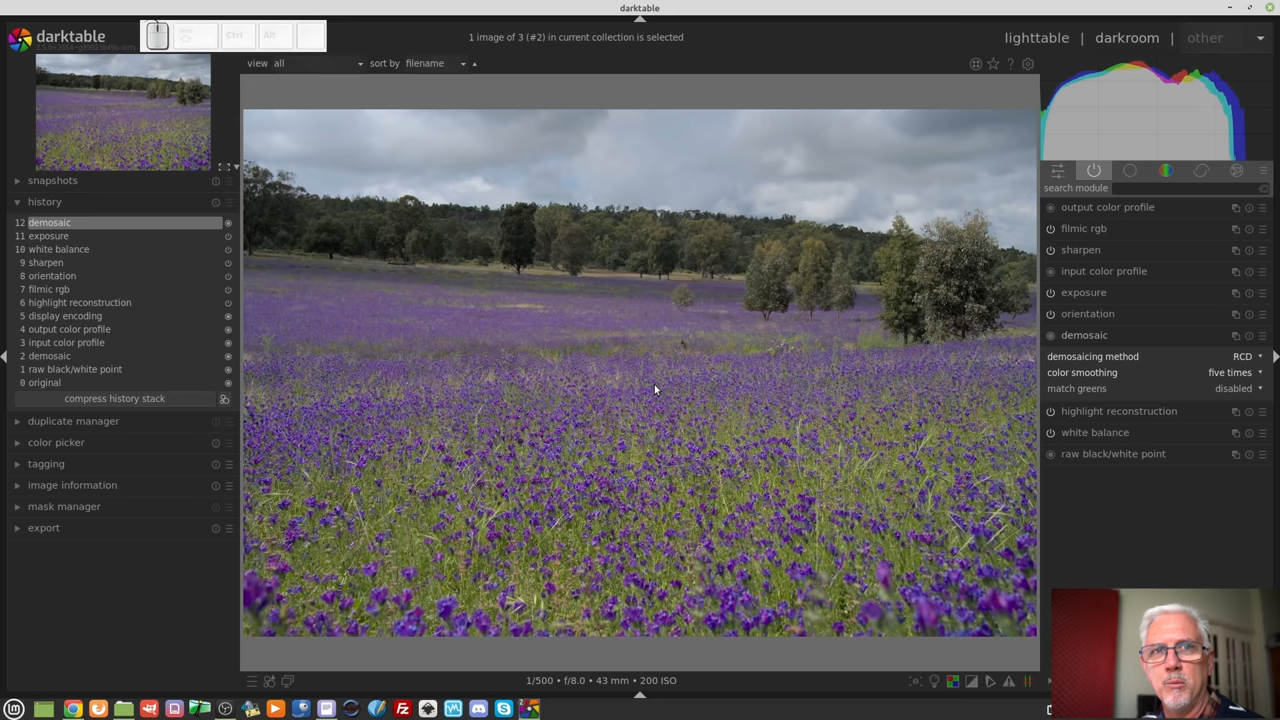 darktable
darktable
Ctrl
Alt
1 image of 3 (#2) in current collection is selected
lighttable | darkroom | other
view all
sort by filename
snapshots
history
12 demosaic
11 exposure
10 white balance
9 sharpen
8 orientation
7 filmic rgb
6 highlight reconstruction
5 display encoding
4 output color profile
3 input color profile
2 demosaic
1 raw black/white point
0 original
compress history stack
duplicate manager
color picker
tagging
image information
mask manager
export
search module
output color profile
filmic rgb
sharpen
input color profile
exposure
orientation
demosaic
demosaicing method RCD
color smoothing five times
match greens disabled
highlight reconstruction
white balance
raw black/white point
1/500 • f/8.0 • 43 mm • 200 ISO